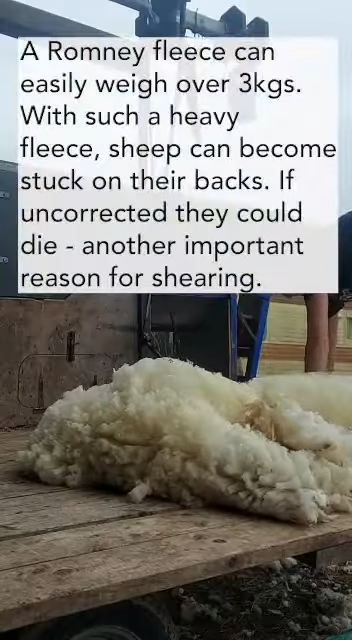 A Romney fleece can
easily weigh over 3kgs.
With such a heavy
fleece, sheep can become
stuck on their backs. If
uncorrected they could
die - another important
reason for shearing.